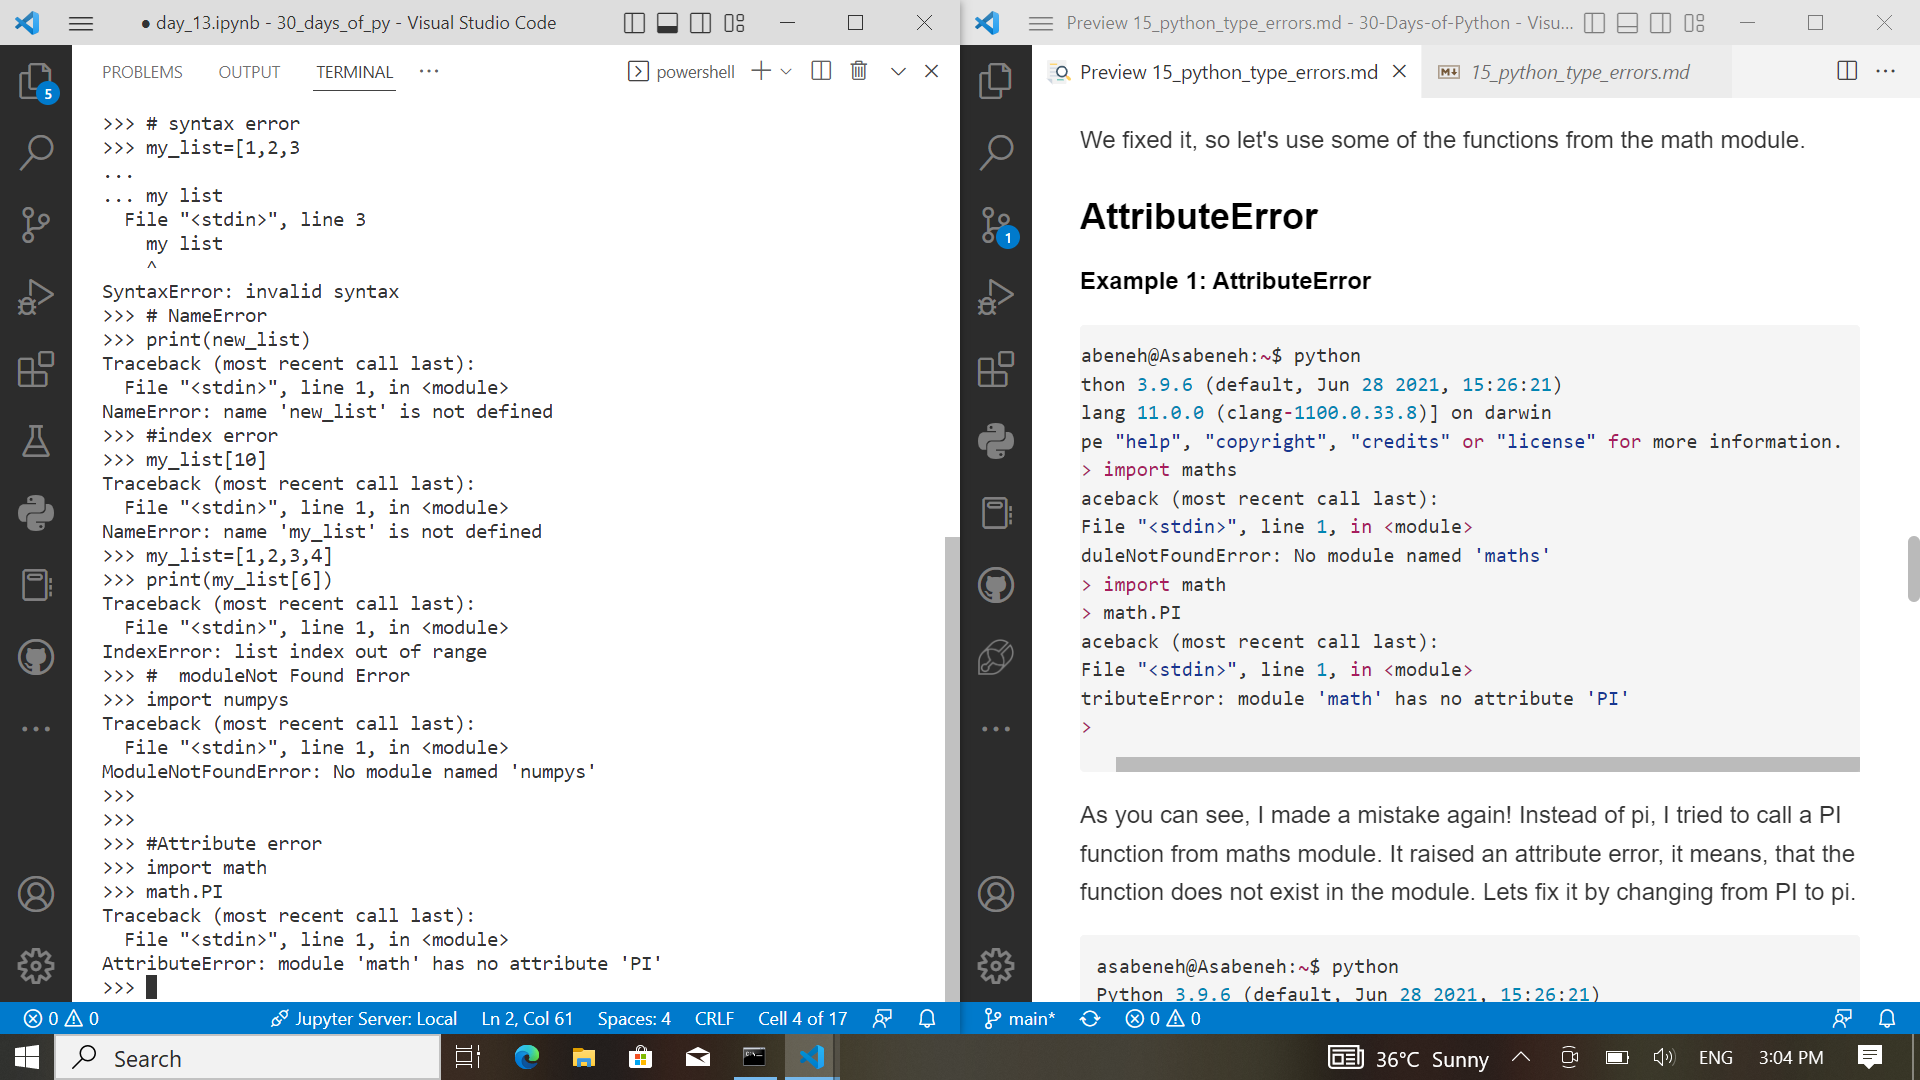 ● day_13.ipynb - 30_days_of_py - Visual Studio Code
PROBLEMS OUTPUT TERMINAL ··· powershell
5
>>> # syntax error
>>> my_list=[1,2,3
...
... my list
  File "<stdin>", line 3
    my list
    ^
SyntaxError: invalid syntax
>>> # NameError
>>> print(new_list)
Traceback (most recent call last):
  File "<stdin>", line 1, in <module>
NameError: name 'new_list' is not defined
>>> #index error
>>> my_list[10]
Traceback (most recent call last):
  File "<stdin>", line 1, in <module>
NameError: name 'my_list' is not defined
>>> my_list=[1,2,3,4]
>>> print(my_list[6])
Traceback (most recent call last):
  File "<stdin>", line 1, in <module>
IndexError: list index out of range
>>> #  moduleNot Found Error
>>> import numpys
Traceback (most recent call last):
  File "<stdin>", line 1, in <module>
ModuleNotFoundError: No module named 'numpys'
>>>
>>>
>>> #Attribute error
>>> import math
>>> math.PI
Traceback (most recent call last):
  File "<stdin>", line 1, in <module>
AttributeError: module 'math' has no attribute 'PI'
>>>
0 0 Jupyter Server: Local Ln 2, Col 61 Spaces: 4 CRLF Cell 4 of 17
Preview 15_python_type_errors.md - 30-Days-of-Python - Visu...
Preview 15_python_type_errors.md 15_python_type_errors.md
1
We fixed it, so let's use some of the functions from the math module.
AttributeError
Example 1: AttributeError
abeneh@Asabeneh:~$ python
thon 3.9.6 (default, Jun 28 2021, 15:26:21)
lang 11.0.0 (clang-1100.0.33.8)] on darwin
pe "help", "copyright", "credits" or "license" for more information.
> import maths
aceback (most recent call last):
File "<stdin>", line 1, in <module>
duleNotFoundError: No module named 'maths'
> import math
> math.PI
aceback (most recent call last):
File "<stdin>", line 1, in <module>
tributeError: module 'math' has no attribute 'PI'
>
As you can see, I made a mistake again! Instead of pi, I tried to call a PI
function from maths module. It raised an attribute error, it means, that the
function does not exist in the module. Lets fix it by changing from PI to pi.
asabeneh@Asabeneh:~$ python
Python 3.9.6 (default, Jun 28 2021, 15:26:21)
main* 0 0
Search 36°C Sunny ENG 3:04 PM